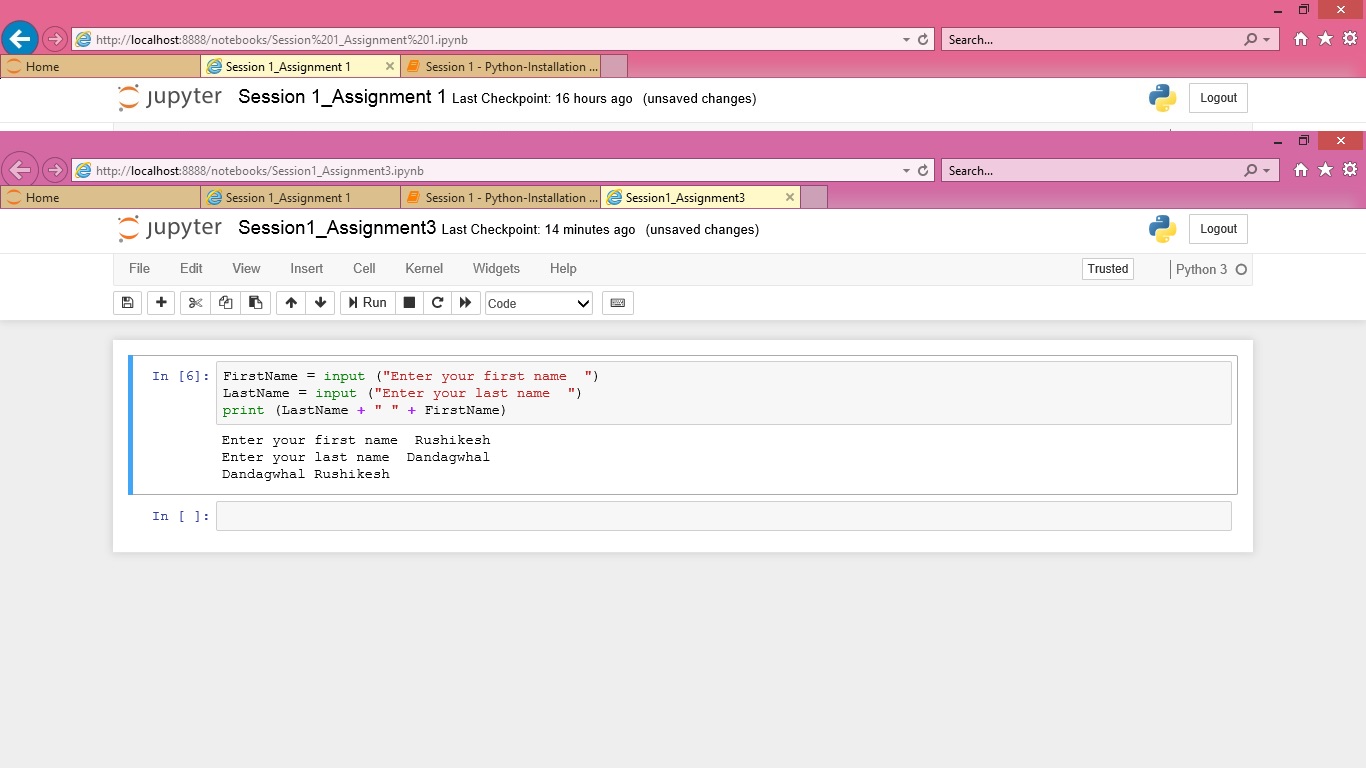 http://localhost:8888/notebooks/Session%201_Assignment%201.ipynb
Search...
Home
Session 1_Assignment 1
Session 1 - Python-Installation ...
jupyter Session 1_Assignment 1 Last Checkpoint: 16 hours ago (unsaved changes)
Logout
http://localhost:8888/notebooks/Session1_Assignment3.ipynb
Search...
Home
Session 1_Assignment 1
Session 1 - Python-Installation ...
Session1_Assignment3
jupyter Session1_Assignment3 Last Checkpoint: 14 minutes ago (unsaved changes)
Logout
File Edit View Insert Cell Kernel Widgets Help
Trusted
Python 3
Run
Code
In [6]: FirstName = input ("Enter your first name  ")
LastName = input ("Enter your last name  ")
print (LastName + " " + FirstName)
Enter your first name  Rushikesh
Enter your last name  Dandagwhal
Dandagwhal Rushikesh
In [ ]: